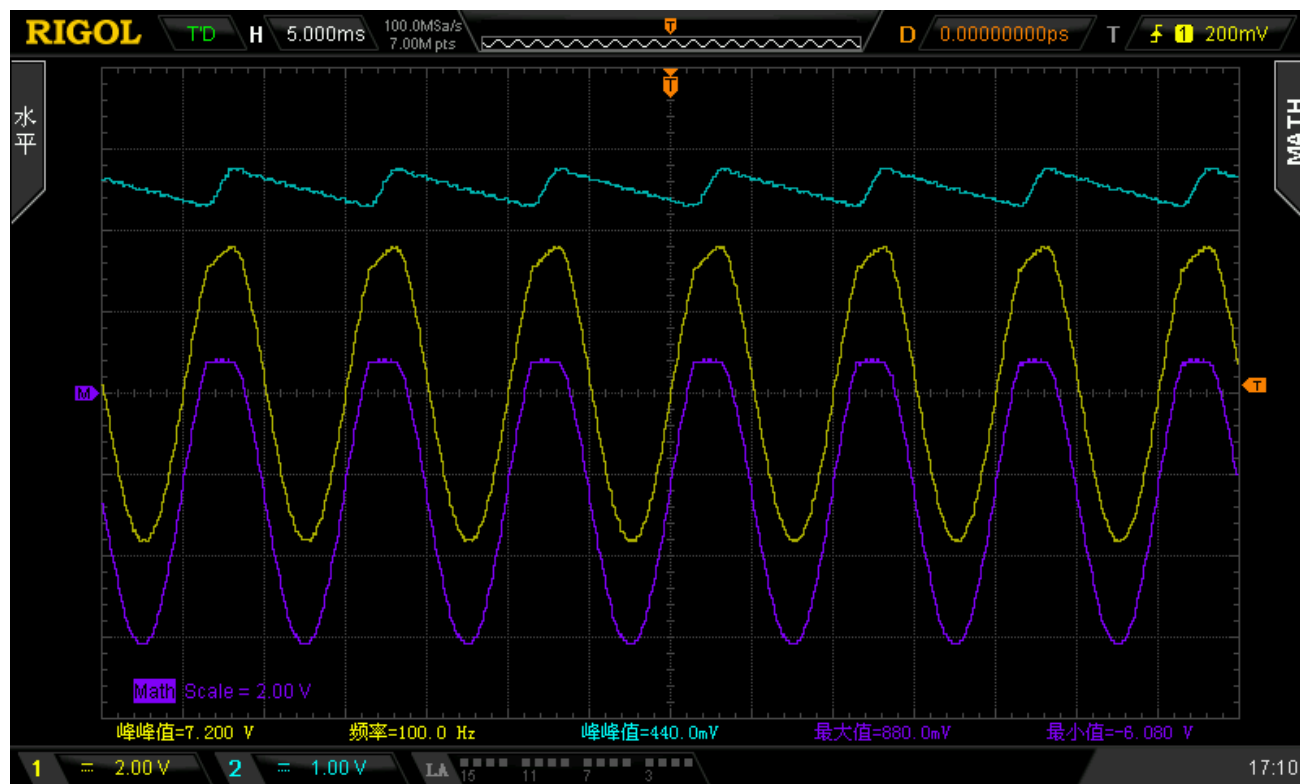 RIGOL T'D H 5.000ms 100.0MSa/s 7.00M pts T D 0.00000000ps T 1 200mV
水平
T
MATH
M
T
Math Scale = 2.00 V
峰峰值=7.200 V 频率=100.0 Hz 峰峰值=440.0mV 最大值=880.0mV 最小值=-6.080 V
1 = 2.00 V 2 = 1.00 V LA 15 11 7 3 17:10